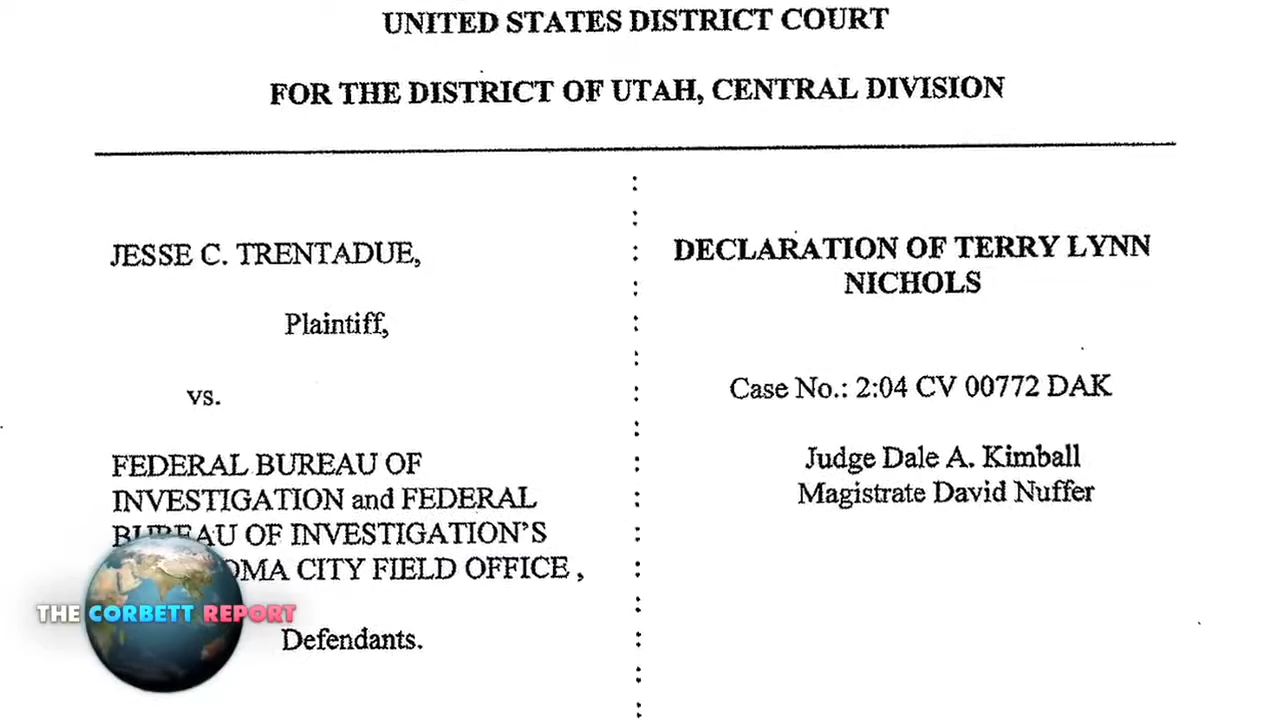 UNITED STATES DISTRICT COURT
FOR THE DISTRICT OF UTAH, CENTRAL DIVISION
JESSE C. TRENTADUE,
Plaintiff,
vs.
FEDERAL BUREAU OF
INVESTIGATION and FEDERAL
BUREAU OF INVESTIGATION'S
CITY FIELD OFFICE ,
Defendants.
DECLARATION OF TERRY LYNN
NICHOLS
Case No.: 2:04 CV 00772 DAK
Judge Dale A. Kimball
Magistrate David Nuffer
THE CORBETT REPORT